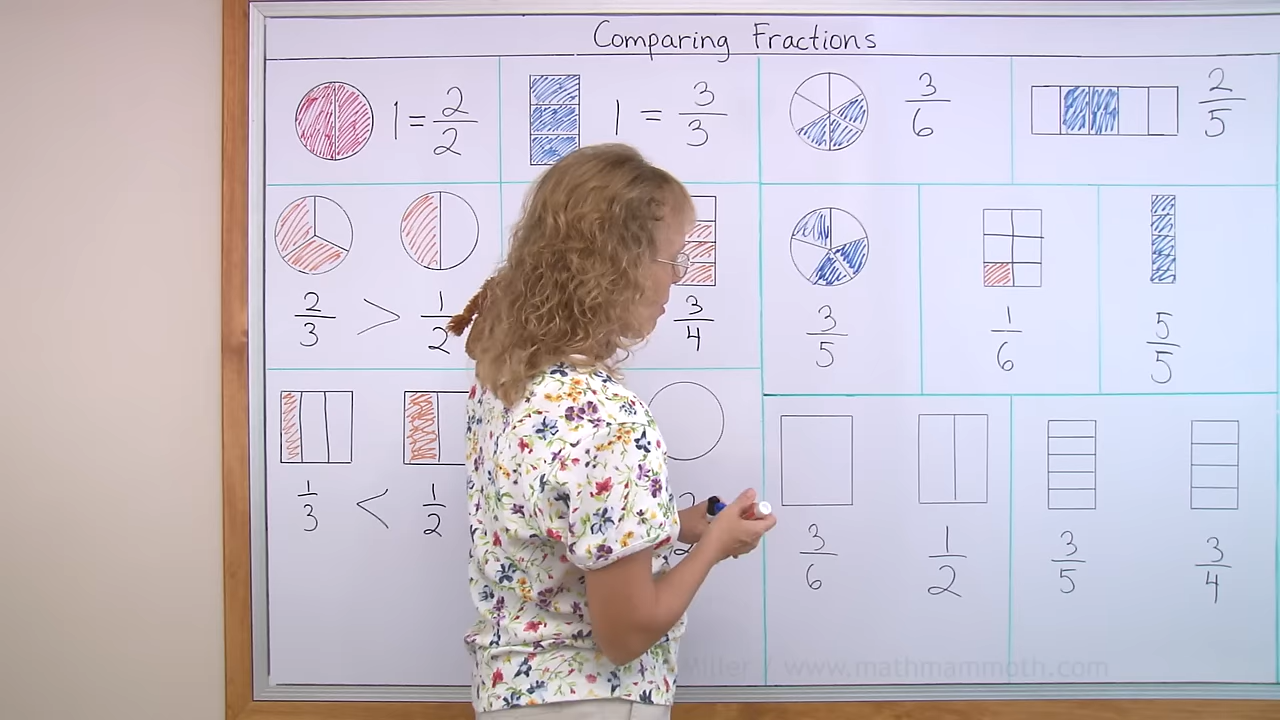 Comparing Fractions
1 = 2/2
1 = 3/3
3/6
2/5
2/3 > 1/2
3/4
3/5
1/6
5/5
1/3 < 1/2
3/6
1/2
3/5
3/4
Miller / www.mathmammoth.com